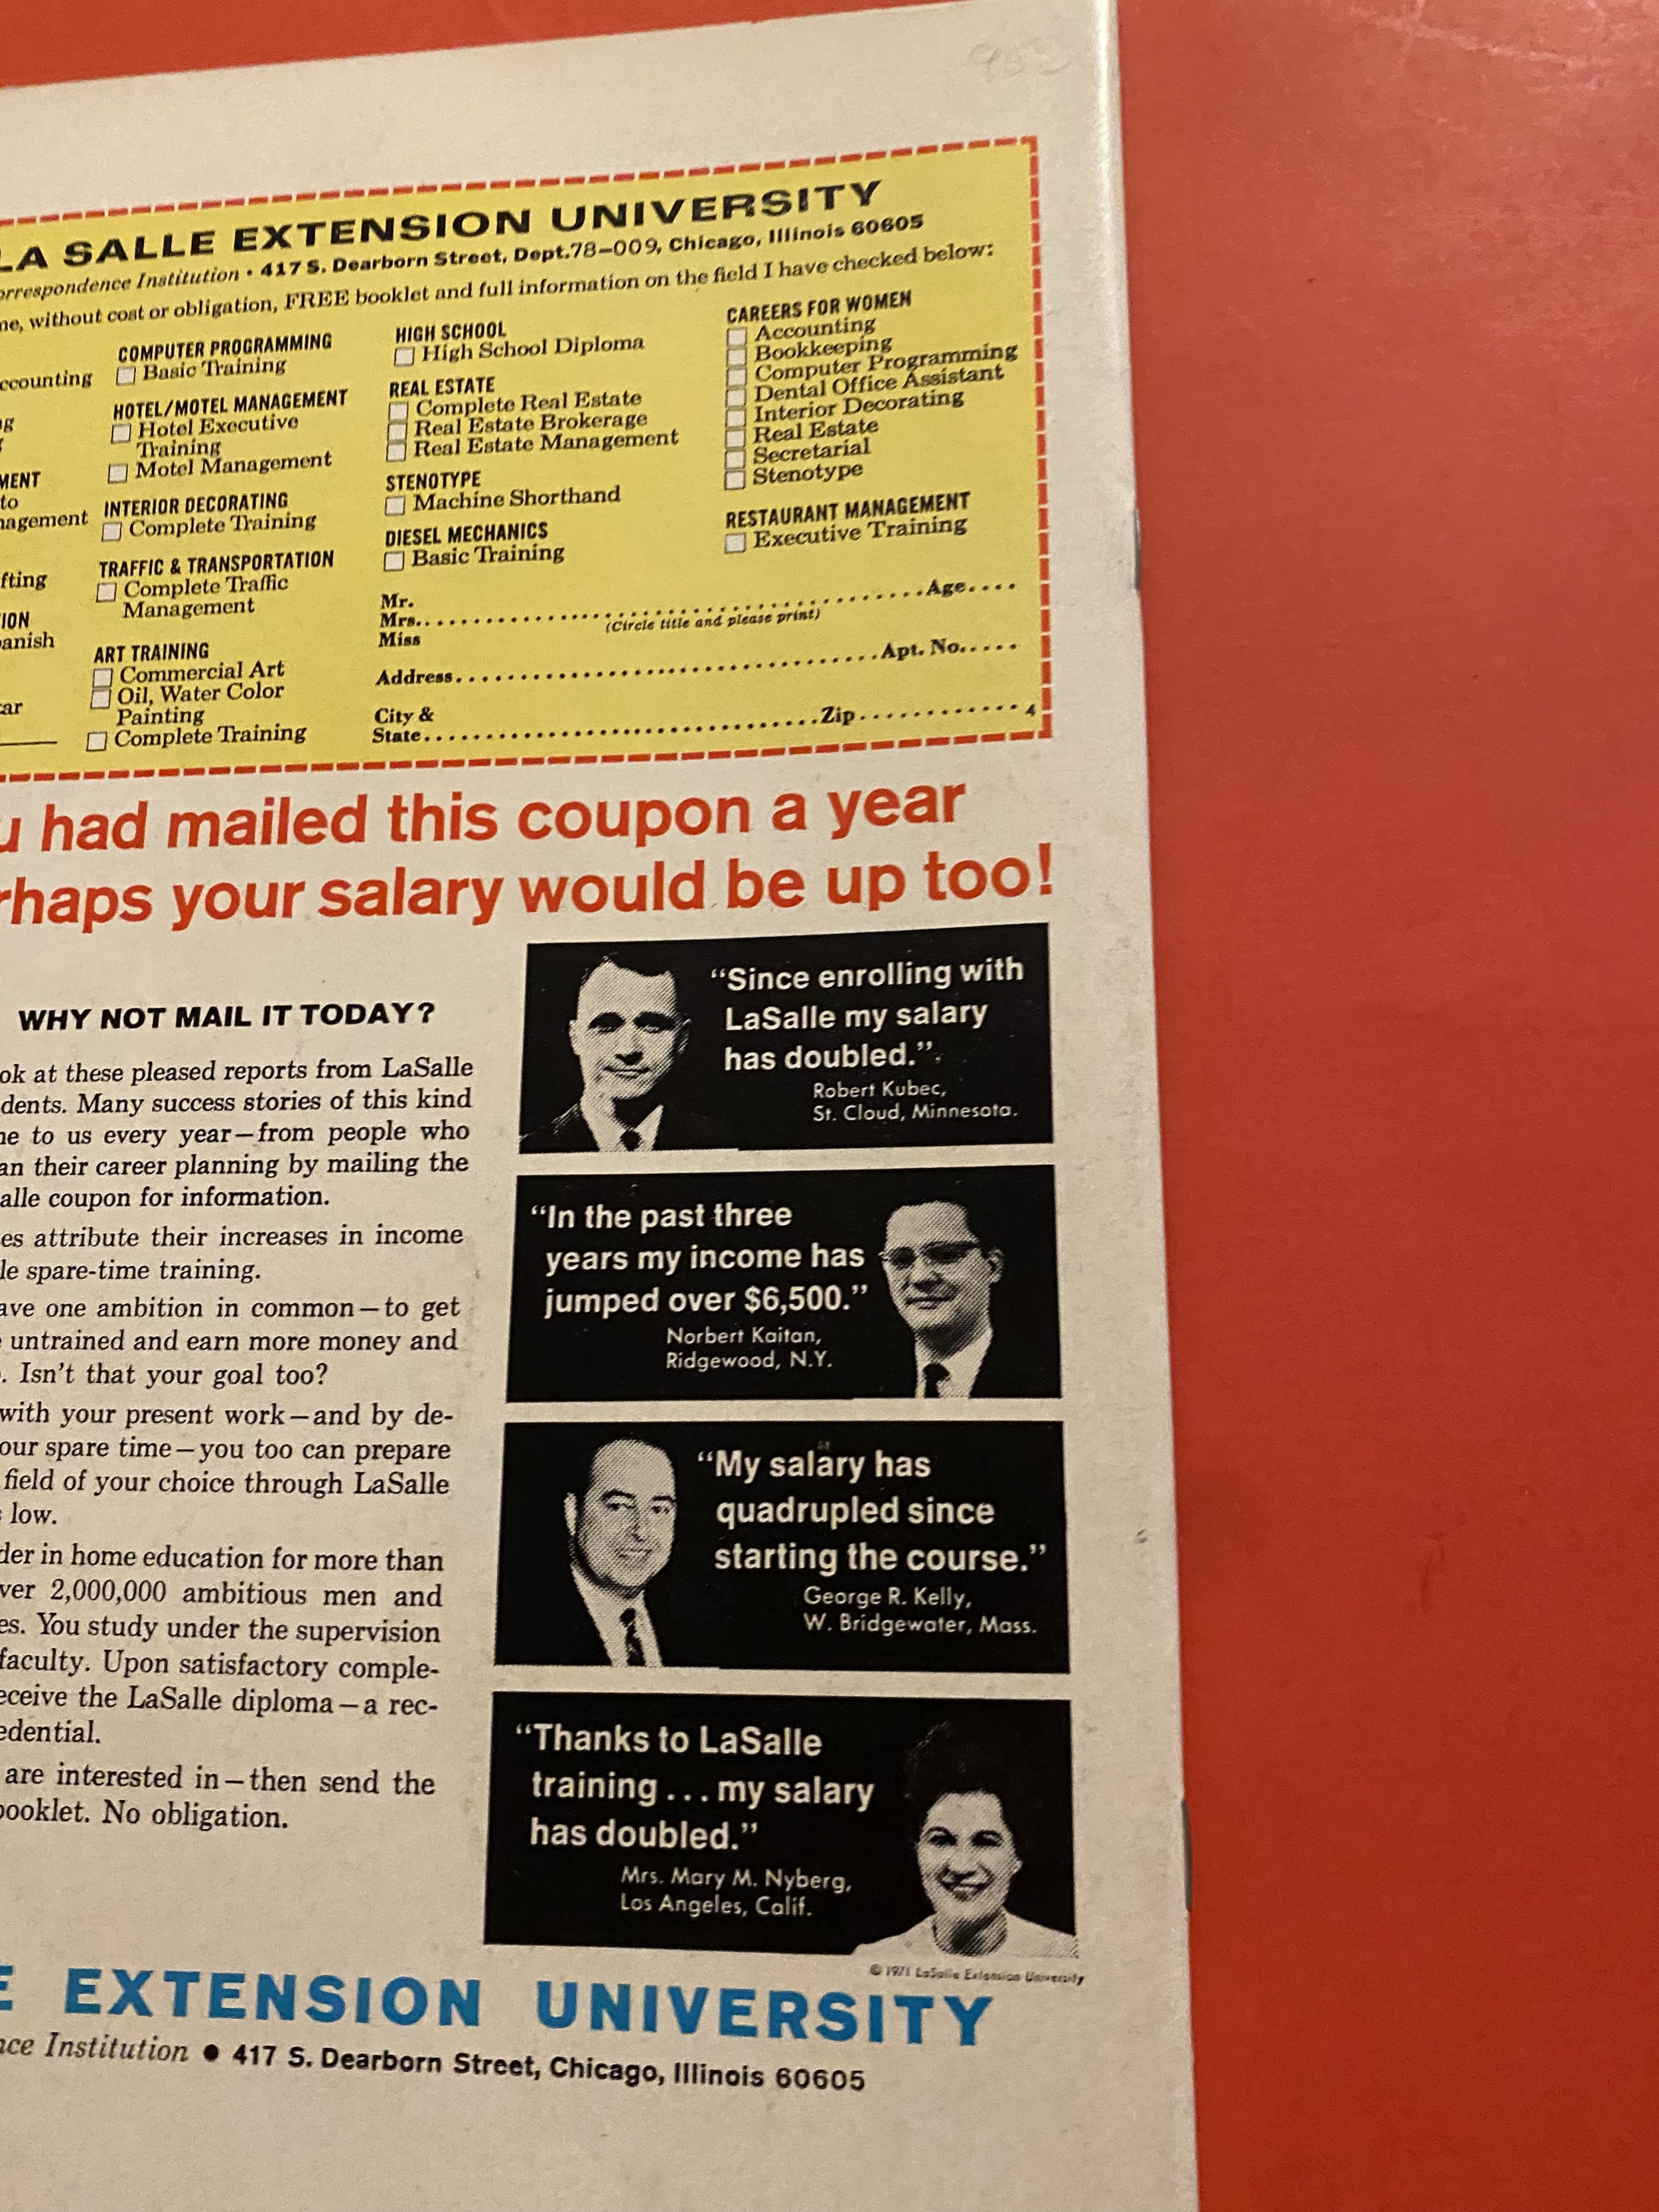 LA SALLE EXTENSION UNIVERSITY
orrespondence Institution • 417 S. Dearborn Street, Dept.78-009, Chicago, Illinois 60605
ne, without cost or obligation, FREE booklet and full information on the field I have checked below:
ccounting
g
MENT
to
nagement
fting
ION
anish
ar
COMPUTER PROGRAMMING
Basic Training
HOTEL/MOTEL MANAGEMENT
Hotel Executive
Training
Motel Management
INTERIOR DECORATING
Complete Training
TRAFFIC & TRANSPORTATION
Complete Traffic
Management
ART TRAINING
Commercial Art
Oil, Water Color
Painting
Complete Training
HIGH SCHOOL
High School Diploma
REAL ESTATE
Complete Real Estate
Real Estate Brokerage
Real Estate Management
STENOTYPE
Machine Shorthand
DIESEL MECHANICS
Basic Training
CAREERS FOR WOMEN
Accounting
Bookkeeping
Computer Programming
Dental Office Assistant
Interior Decorating
Real Estate
Secretarial
Stenotype
RESTAURANT MANAGEMENT
Executive Training
Mr.
Mrs. Age
Miss
(Circle title and please print)
Address Apt. No.
City &
State Zip 4
u had mailed this coupon a year
rhaps your salary would be up too!
WHY NOT MAIL IT TODAY?
ok at these pleased reports from LaSalle
dents. Many success stories of this kind
ne to us every year—from people who
an their career planning by mailing the
alle coupon for information.
es attribute their increases in income
le spare-time training.
ave one ambition in common—to get
e untrained and earn more money and
. Isn't that your goal too?
with your present work—and by de-
our spare time—you too can prepare
field of your choice through LaSalle
s low.
der in home education for more than
ver 2,000,000 ambitious men and
es. You study under the supervision
faculty. Upon satisfactory comple-
eceive the LaSalle diploma—a rec-
edential.
are interested in—then send the
booklet. No obligation.
"Since enrolling with
LaSalle my salary
has doubled."
Robert Kubec,
St. Cloud, Minnesota.
"In the past three
years my income has
jumped over $6,500."
Norbert Kaitan,
Ridgewood, N.Y.
"My salary has
quadrupled since
starting the course."
George R. Kelly,
W. Bridgewater, Mass.
"Thanks to LaSalle
training . . . my salary
has doubled."
Mrs. Mary M. Nyberg,
Los Angeles, Calif.
© 1971 LaSalle Extension University
E EXTENSION UNIVERSITY
nce Institution ● 417 S. Dearborn Street, Chicago, Illinois 60605